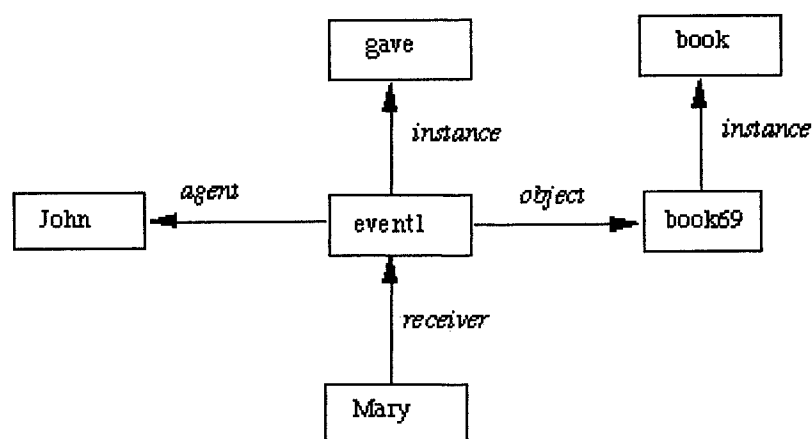 gave
book
instance
instance
agent
object
John
event1
book69
receiver
Mary